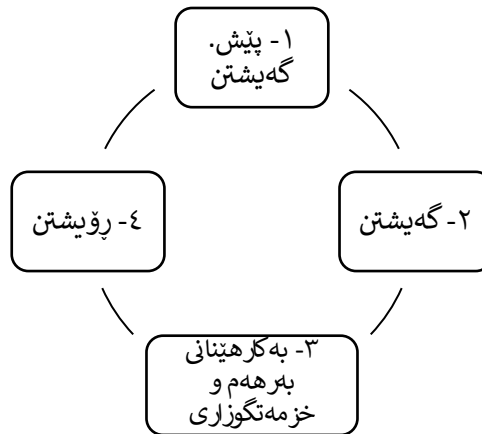 ١- پێش.
گەیشتن
٢- گەیشتن
٣- بەکارهێنانی
بەرهەم و
خزمەتگوزاری
٤- ڕۆیشتن